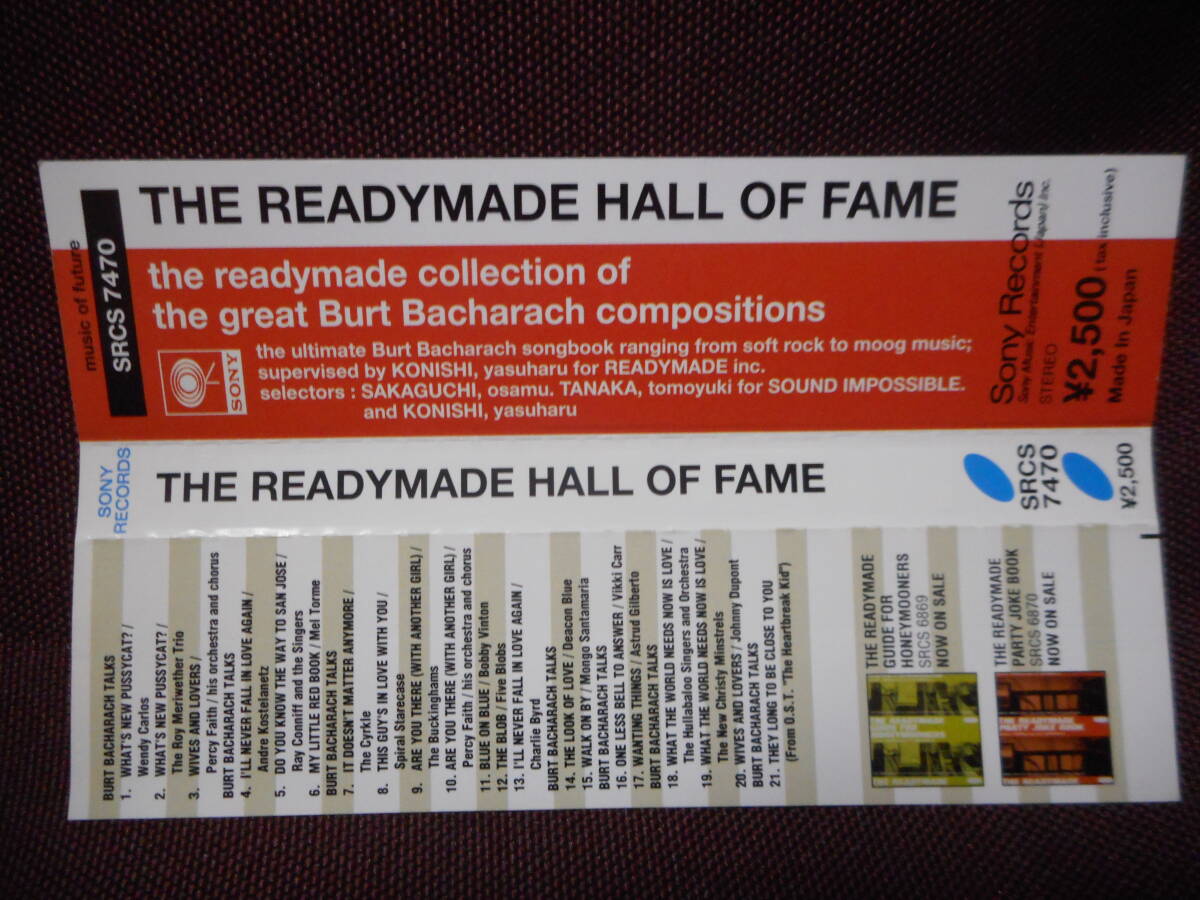 THE READYMADE HALL OF FAME
music of future
SRCS 7470
the readymade collection of
the great Burt Bacharach compositions
SONY
the ultimate Burt Bacharach songbook ranging from soft rock to moog music;
supervised by KONISHI, yasuharu for READYMADE inc.
selectors : SAKAGUCHI, osamu. TANAKA, tomoyuki for SOUND IMPOSSIBLE.
and KONISHI, yasuharu
Sony Records
Sony Music Entertainment (Japan) Inc.
STEREO
¥2,500 (tax inclusive)
Made In Japan
SONY
RECORDS
THE READYMADE HALL OF FAME
SRCS
7470
¥2,500
BURT BACHARACH TALKS
1. WHAT'S NEW PUSSYCAT? /
Wendy Carlos
2. WHAT'S NEW PUSSYCAT? /
The Roy Meriwether Trio
3. WIVES AND LOVERS /
Percy Faith / his orchestra and chorus
BURT BACHARACH TALKS
4. I'LL NEVER FALL IN LOVE AGAIN /
Andre Kostelanetz
5. DO YOU KNOW THE WAY TO SAN JOSE /
Ray Conniff and the Singers
6. MY LITTLE RED BOOK / Mel Torme
BURT BACHARACH TALKS
7. IT DOESN'T MATTER ANYMORE /
The Cyrkle
8. THIS GUY'S IN LOVE WITH YOU /
Spiral Starecase
9. ARE YOU THERE (WITH ANOTHER GIRL) /
The Buckinghams
10. ARE YOU THERE (WITH ANOTHER GIRL) /
Percy Faith / his orchestra and chorus
11. BLUE ON BLUE / Bobby Vinton
12. THE BLOB / Five Blobs
13. I'LL NEVER FALL IN LOVE AGAIN /
Charlie Byrd
BURT BACHARACH TALKS
14. THE LOOK OF LOVE / Deacon Blue
15. WALK ON BY / Mongo Santamaria
BURT BACHARACH TALKS
16. ONE LESS BELL TO ANSWER / Vikki Carr
17. WANTING THINGS / Astrud Gilberto
BURT BACHARACH TALKS
18. WHAT THE WORLD NEEDS NOW IS LOVE /
The Hullabaloo Singers and Orchestra
19. WHAT THE WORLD NEEDS NOW IS LOVE /
The New Christy Minstrels
20. WIVES AND LOVERS / Johnny Dupont
BURT BACHARACH TALKS
21. THEY LONG TO BE CLOSE TO YOU
(From O.S.T. "The Heartbreak Kid")
THE READYMADE
GUIDE FOR
HONEYMOONERS
SRCS 6869
NOW ON SALE
THE READYMADE
PARTY JOKE BOOK
SRCS 6870
NOW ON SALE